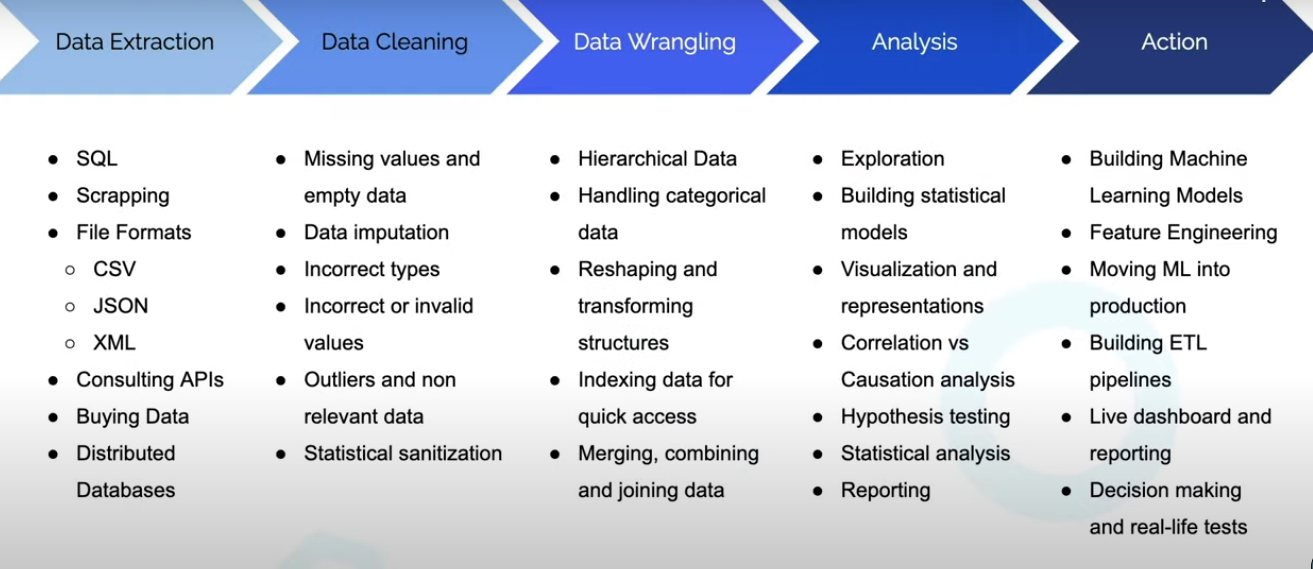 Data Extraction
Data Cleaning
Data Wrangling
Analysis
Action
● SQL
● Scrapping
● File Formats
○ CSV
○ JSON
○ XML
● Consulting APIs
● Buying Data
● Distributed
Databases
● Missing values and
empty data
● Data imputation
● Incorrect types
● Incorrect or invalid
values
● Outliers and non
relevant data
● Statistical sanitization
● Hierarchical Data
● Handling categorical
data
● Reshaping and
transforming
structures
● Indexing data for
quick access
● Merging, combining
and joining data
● Exploration
● Building statistical
models
● Visualization and
representations
● Correlation vs
Causation analysis
● Hypothesis testing
● Statistical analysis
● Reporting
● Building Machine
Learning Models
● Feature Engineering
● Moving ML into
production
● Building ETL
pipelines
● Live dashboard and
reporting
● Decision making
and real-life tests